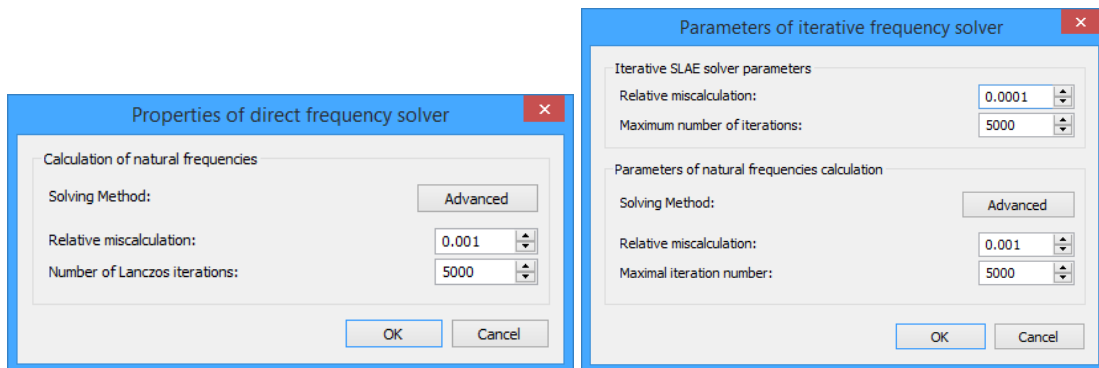 Properties of direct frequency solver
Calculation of natural frequencies
Solving Method:
Advanced
Relative miscalculation:
0.001
Number of Lanczos iterations:
5000
OK
Cancel
Parameters of iterative frequency solver
Iterative SLAE solver parameters
Relative miscalculation:
0.0001
Maximum number of iterations:
5000
Parameters of natural frequencies calculation
Solving Method:
Advanced
Relative miscalculation:
0.001
Maximal iteration number:
5000
OK
Cancel